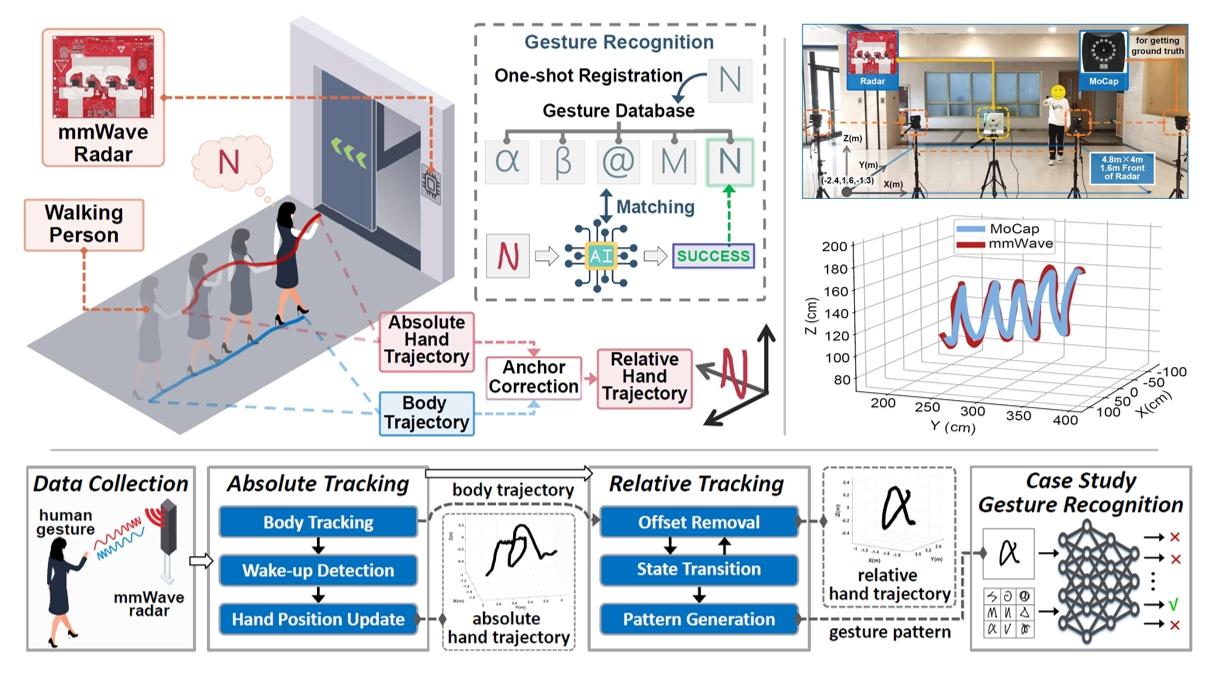 mmWave
Radar
N
Walking
Person
Gesture Recognition
One-shot Registration
N
Gesture Database
α
β
@
M
N
Matching
N
AI
SUCCESS
Absolute
Hand
Trajectory
Body
Trajectory
Anchor
Correction
Relative
Hand
Trajectory
N
Radar
MoCap
for getting
ground truth
Z(m)
Y(m)
X(m)
(-2.4,1.6,-1.3)
4.8m×4m
1.6m Front
of Radar
MoCap
mmWave
200
180
160
140
120
100
80
Z (cm)
200
250
300
350
400
Y (cm)
100
50
0
-50
-100
X(cm)
Data Collection
human
gesture
mmWave
radar
Absolute Tracking
Body Tracking
Wake-up Detection
Hand Position Update
body trajectory
absolute
hand trajectory
Relative Tracking
Offset Removal
State Transition
Pattern Generation
α
relative
hand trajectory
gesture pattern
Case Study
Gesture Recognition
α